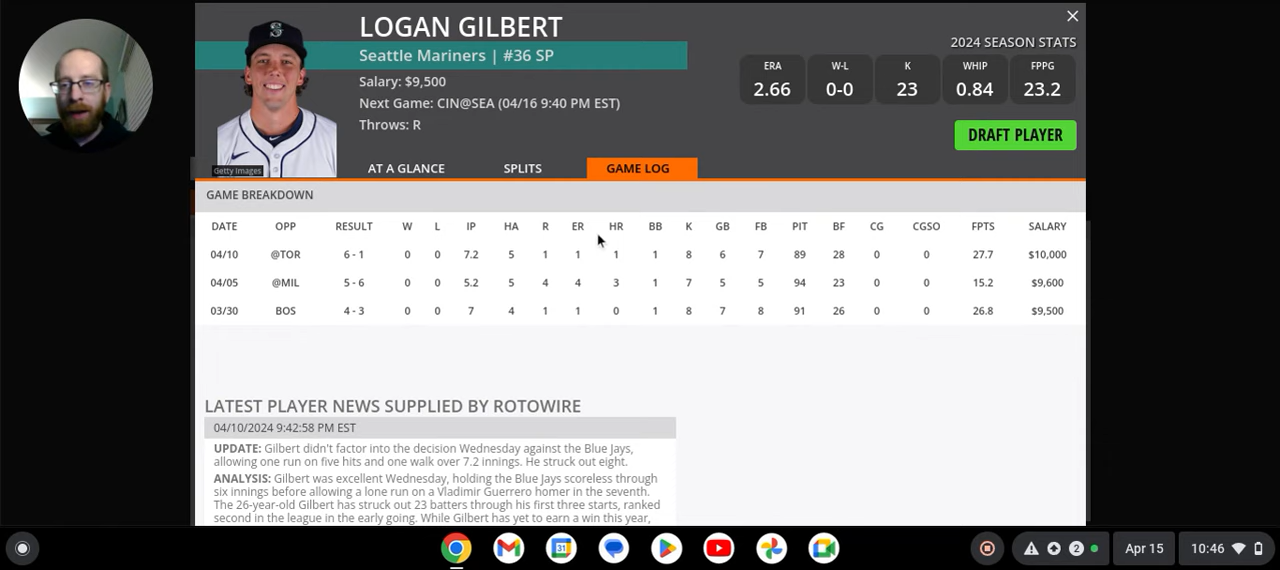 LOGAN GILBERT
Seattle Mariners | #36 SP
Salary: $9,500
Next Game: CIN@SEA (04/16 9:40 PM EST)
Throws: R
Getty Images
2024 SEASON STATS
ERA W-L K WHIP FPPG
2.66 0-0 23 0.84 23.2
DRAFT PLAYER
AT A GLANCE SPLITS GAME LOG
GAME BREAKDOWN
DATE OPP RESULT W L IP HA R ER HR BB K GB FB PIT BF CG CGSO FPTS SALARY
04/10 @TOR 6 - 1 0 0 7.2 5 1 1 1 1 8 6 7 89 28 0 0 27.7 $10,000
04/05 @MIL 5 - 6 0 0 5.2 5 4 4 3 1 7 5 5 94 23 0 0 15.2 $9,600
03/30 BOS 4 - 3 0 0 7 4 1 1 0 1 8 7 8 91 26 0 0 26.8 $9,500
LATEST PLAYER NEWS SUPPLIED BY ROTOWIRE
04/10/2024 9:42:58 PM EST
UPDATE: Gilbert didn't factor into the decision Wednesday against the Blue Jays,
allowing one run on five hits and one walk over 7.2 innings. He struck out eight.
ANALYSIS: Gilbert was excellent Wednesday, holding the Blue Jays scoreless through
six innings before allowing a lone run on a Vladimir Guerrero homer in the seventh.
The 26-year-old Gilbert has struck out 23 batters through his first three starts, ranked
second in the league in the early going. While Gilbert has yet to earn a win this year,
31
2
Apr 15
10:46